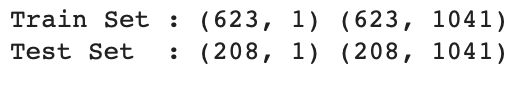 Train Set : (623, 1) (623, 1041)
Test Set  : (208, 1) (208, 1041)